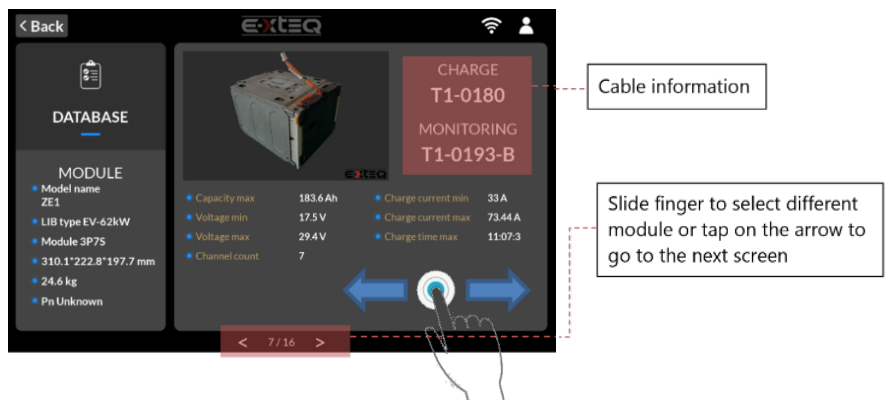 < Back
E-XTEQ
DATABASE
MODULE
Model name
ZE1
LIB type EV-62kW
Module 3P7S
310.1*222.8*197.7 mm
24.6 kg
Pn Unknown
E-XTEQ
CHARGE
T1-0180
MONITORING
T1-0193-B
Capacity max 183.6 Ah
Voltage min 17.5 V
Voltage max 29.4 V
Channel count 7
Charge current min 33 A
Charge current max 73.44 A
Charge time max 11:07:3
< 7 / 16 >
Cable information
Slide finger to select different
module or tap on the arrow to
go to the next screen